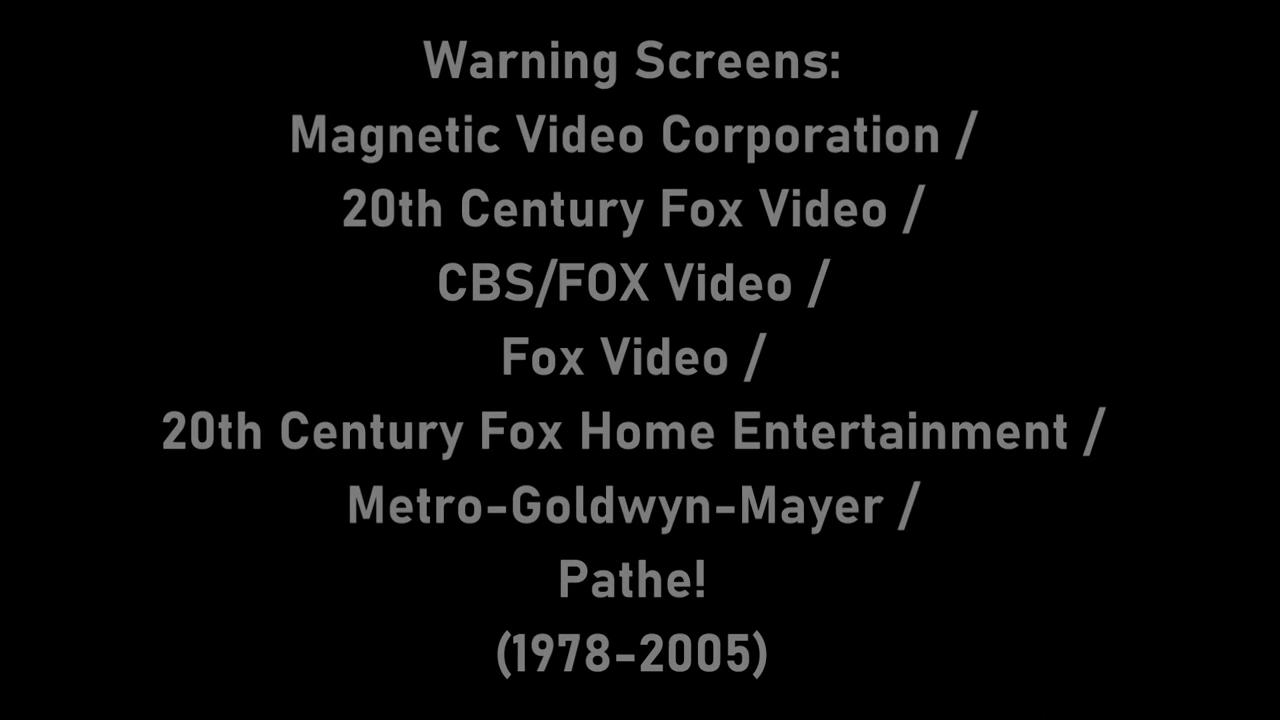 Warning Screens:
Magnetic Video Corporation /
20th Century Fox Video /
CBS/FOX Video /
Fox Video /
20th Century Fox Home Entertainment /
Metro-Goldwyn-Mayer /
Pathe!
(1978-2005)